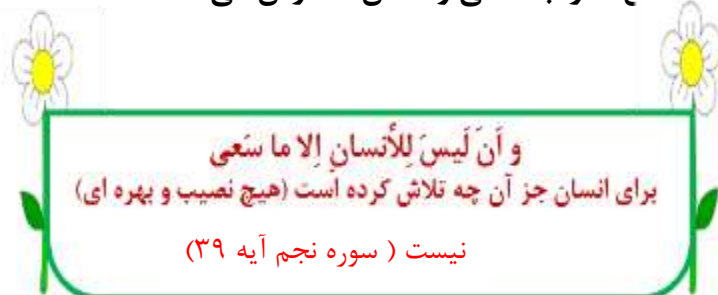 و أنَ لَیسَ لِلأنسانِ اِلا ما سَعی
برای انسان جز آن چه تلاش کرده است (هیچ نصیب و بهره ای)
نیست ( سوره نجم آیه ۳۹)